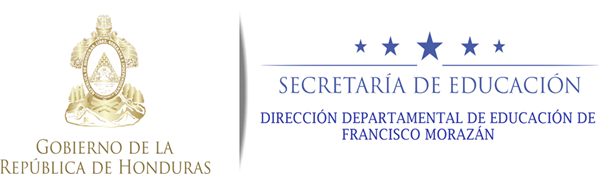 GOBIERNO DE LA
REPÚBLICA DE HONDURAS
SECRETARÍA DE EDUCACIÓN
DIRECCIÓN DEPARTAMENTAL DE EDUCACIÓN DE
FRANCISCO MORAZÁN